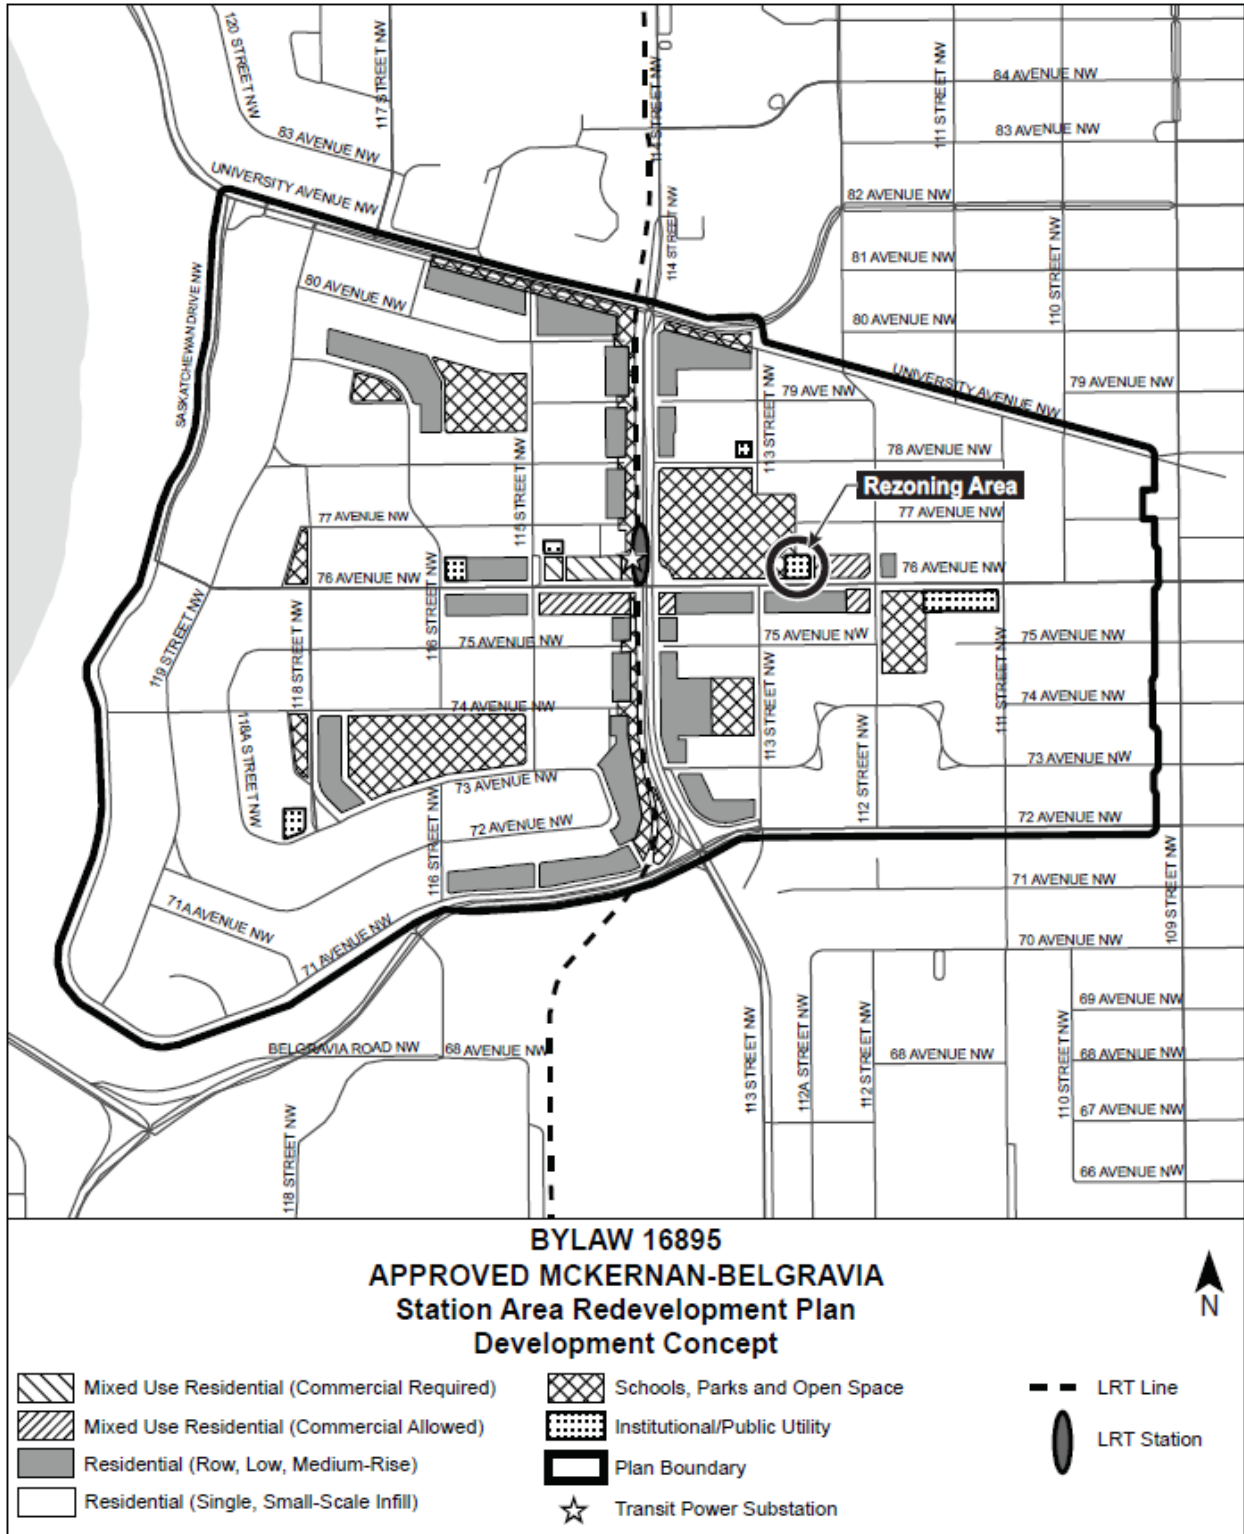 120 STREET NW
117 STREET NW
114 STREET NW
111 STREET NW
84 AVENUE NW
83 AVENUE NW
83 AVENUE NW
UNIVERSITY AVENUE NW
82 AVENUE NW
114 STREET NW
110 STREET NW
81 AVENUE NW
SASKATCHEWAN DRIVE NW
80 AVENUE NW
80 AVENUE NW
UNIVERSITY AVENUE NW
79 AVENUE NW
79 AVE NW
113 STREET NW
78 AVENUE NW
115 STREET NW
Rezoning Area
77 AVENUE NW
77 AVENUE NW
76 AVENUE NW
76 AVENUE NW
119 STREET NW
118 STREET NW
116 STREET NW
75 AVENUE NW
75 AVENUE NW
75 AVENUE NW
111 STREET NW
113 STREET NW
74 AVENUE NW
74 AVENUE NW
118A STREET NW
112 STREET NW
73 AVENUE NW
73 AVENUE NW
72 AVENUE NW
72 AVENUE NW
116 STREET NW
71 AVENUE NW
109 STREET NW
71A AVENUE NW
71 AVENUE NW
70 AVENUE NW
69 AVENUE NW
BELGRAVIA ROAD NW
68 AVENUE NW
113 STREET NW
112A STREET NW
112 STREET NW
68 AVENUE NW
110 STREET NW
68 AVENUE NW
67 AVENUE NW
118 STREET NW
66 AVENUE NW
BYLAW 16895
APPROVED MCKERNAN-BELGRAVIA
Station Area Redevelopment Plan
Development Concept
N
Mixed Use Residential (Commercial Required)
Mixed Use Residential (Commercial Allowed)
Residential (Row, Low, Medium-Rise)
Residential (Single, Small-Scale Infill)
Schools, Parks and Open Space
Institutional/Public Utility
Plan Boundary
Transit Power Substation
LRT Line
LRT Station